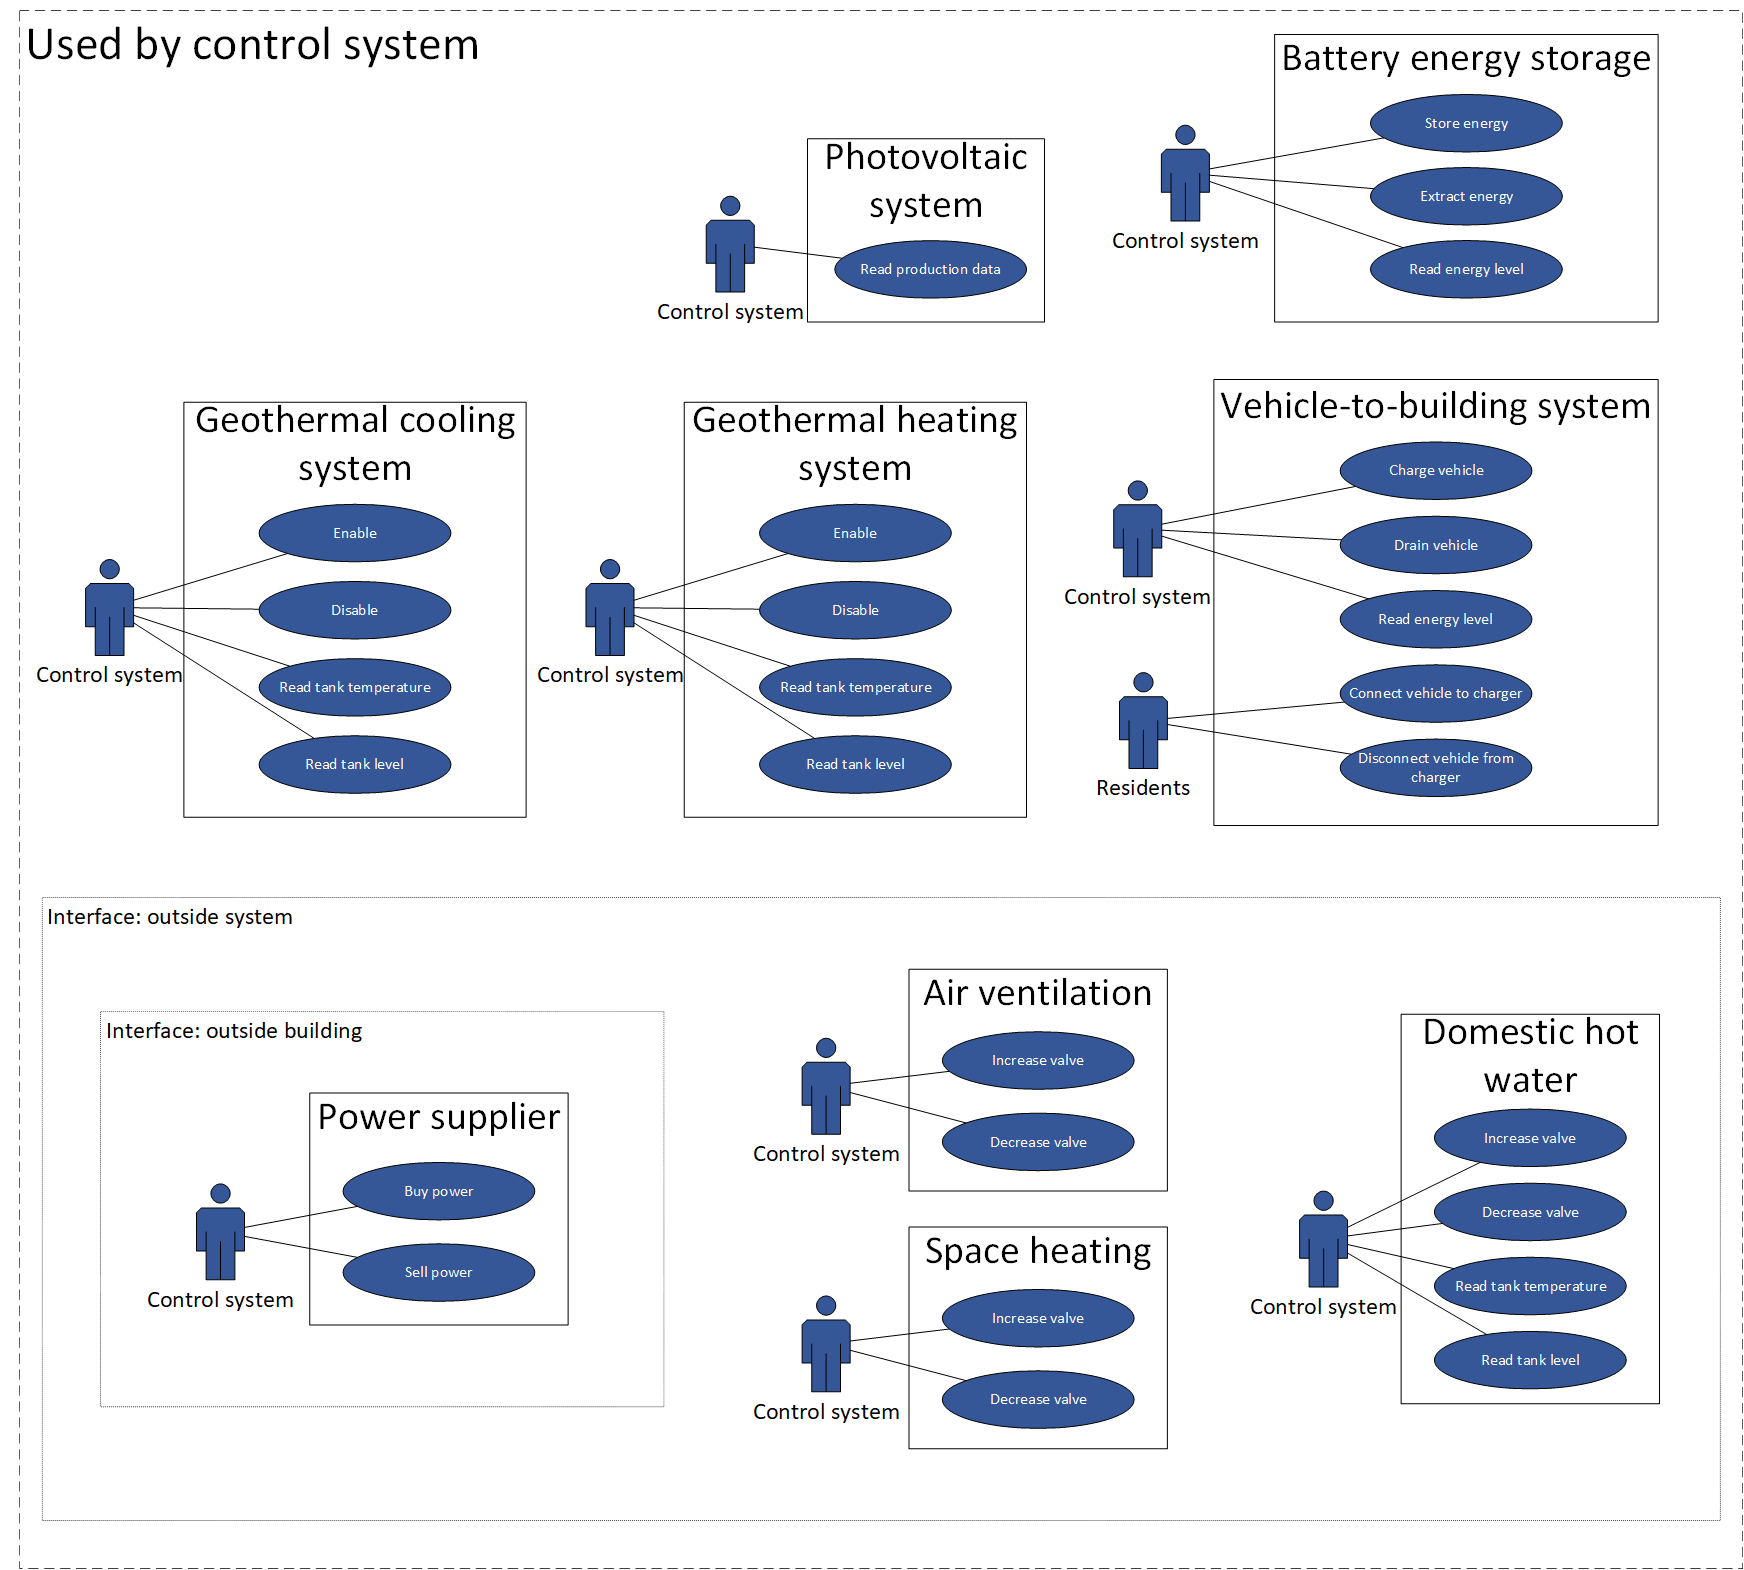 Used by control system
Battery energy storage
Store energy
Extract energy
Read energy level
Control system
Photovoltaic
system
Read production data
Control system
Geothermal cooling
system
Enable
Disable
Read tank temperature
Read tank level
Control system
Geothermal heating
system
Enable
Disable
Read tank temperature
Read tank level
Control system
Vehicle-to-building system
Charge vehicle
Drain vehicle
Read energy level
Connect vehicle to charger
Disconnect vehicle from
charger
Control system
Residents
Interface: outside system
Interface: outside building
Power supplier
Buy power
Sell power
Control system
Air ventilation
Increase valve
Decrease valve
Control system
Space heating
Increase valve
Decrease valve
Control system
Domestic hot
water
Increase valve
Decrease valve
Read tank temperature
Read tank level
Control system